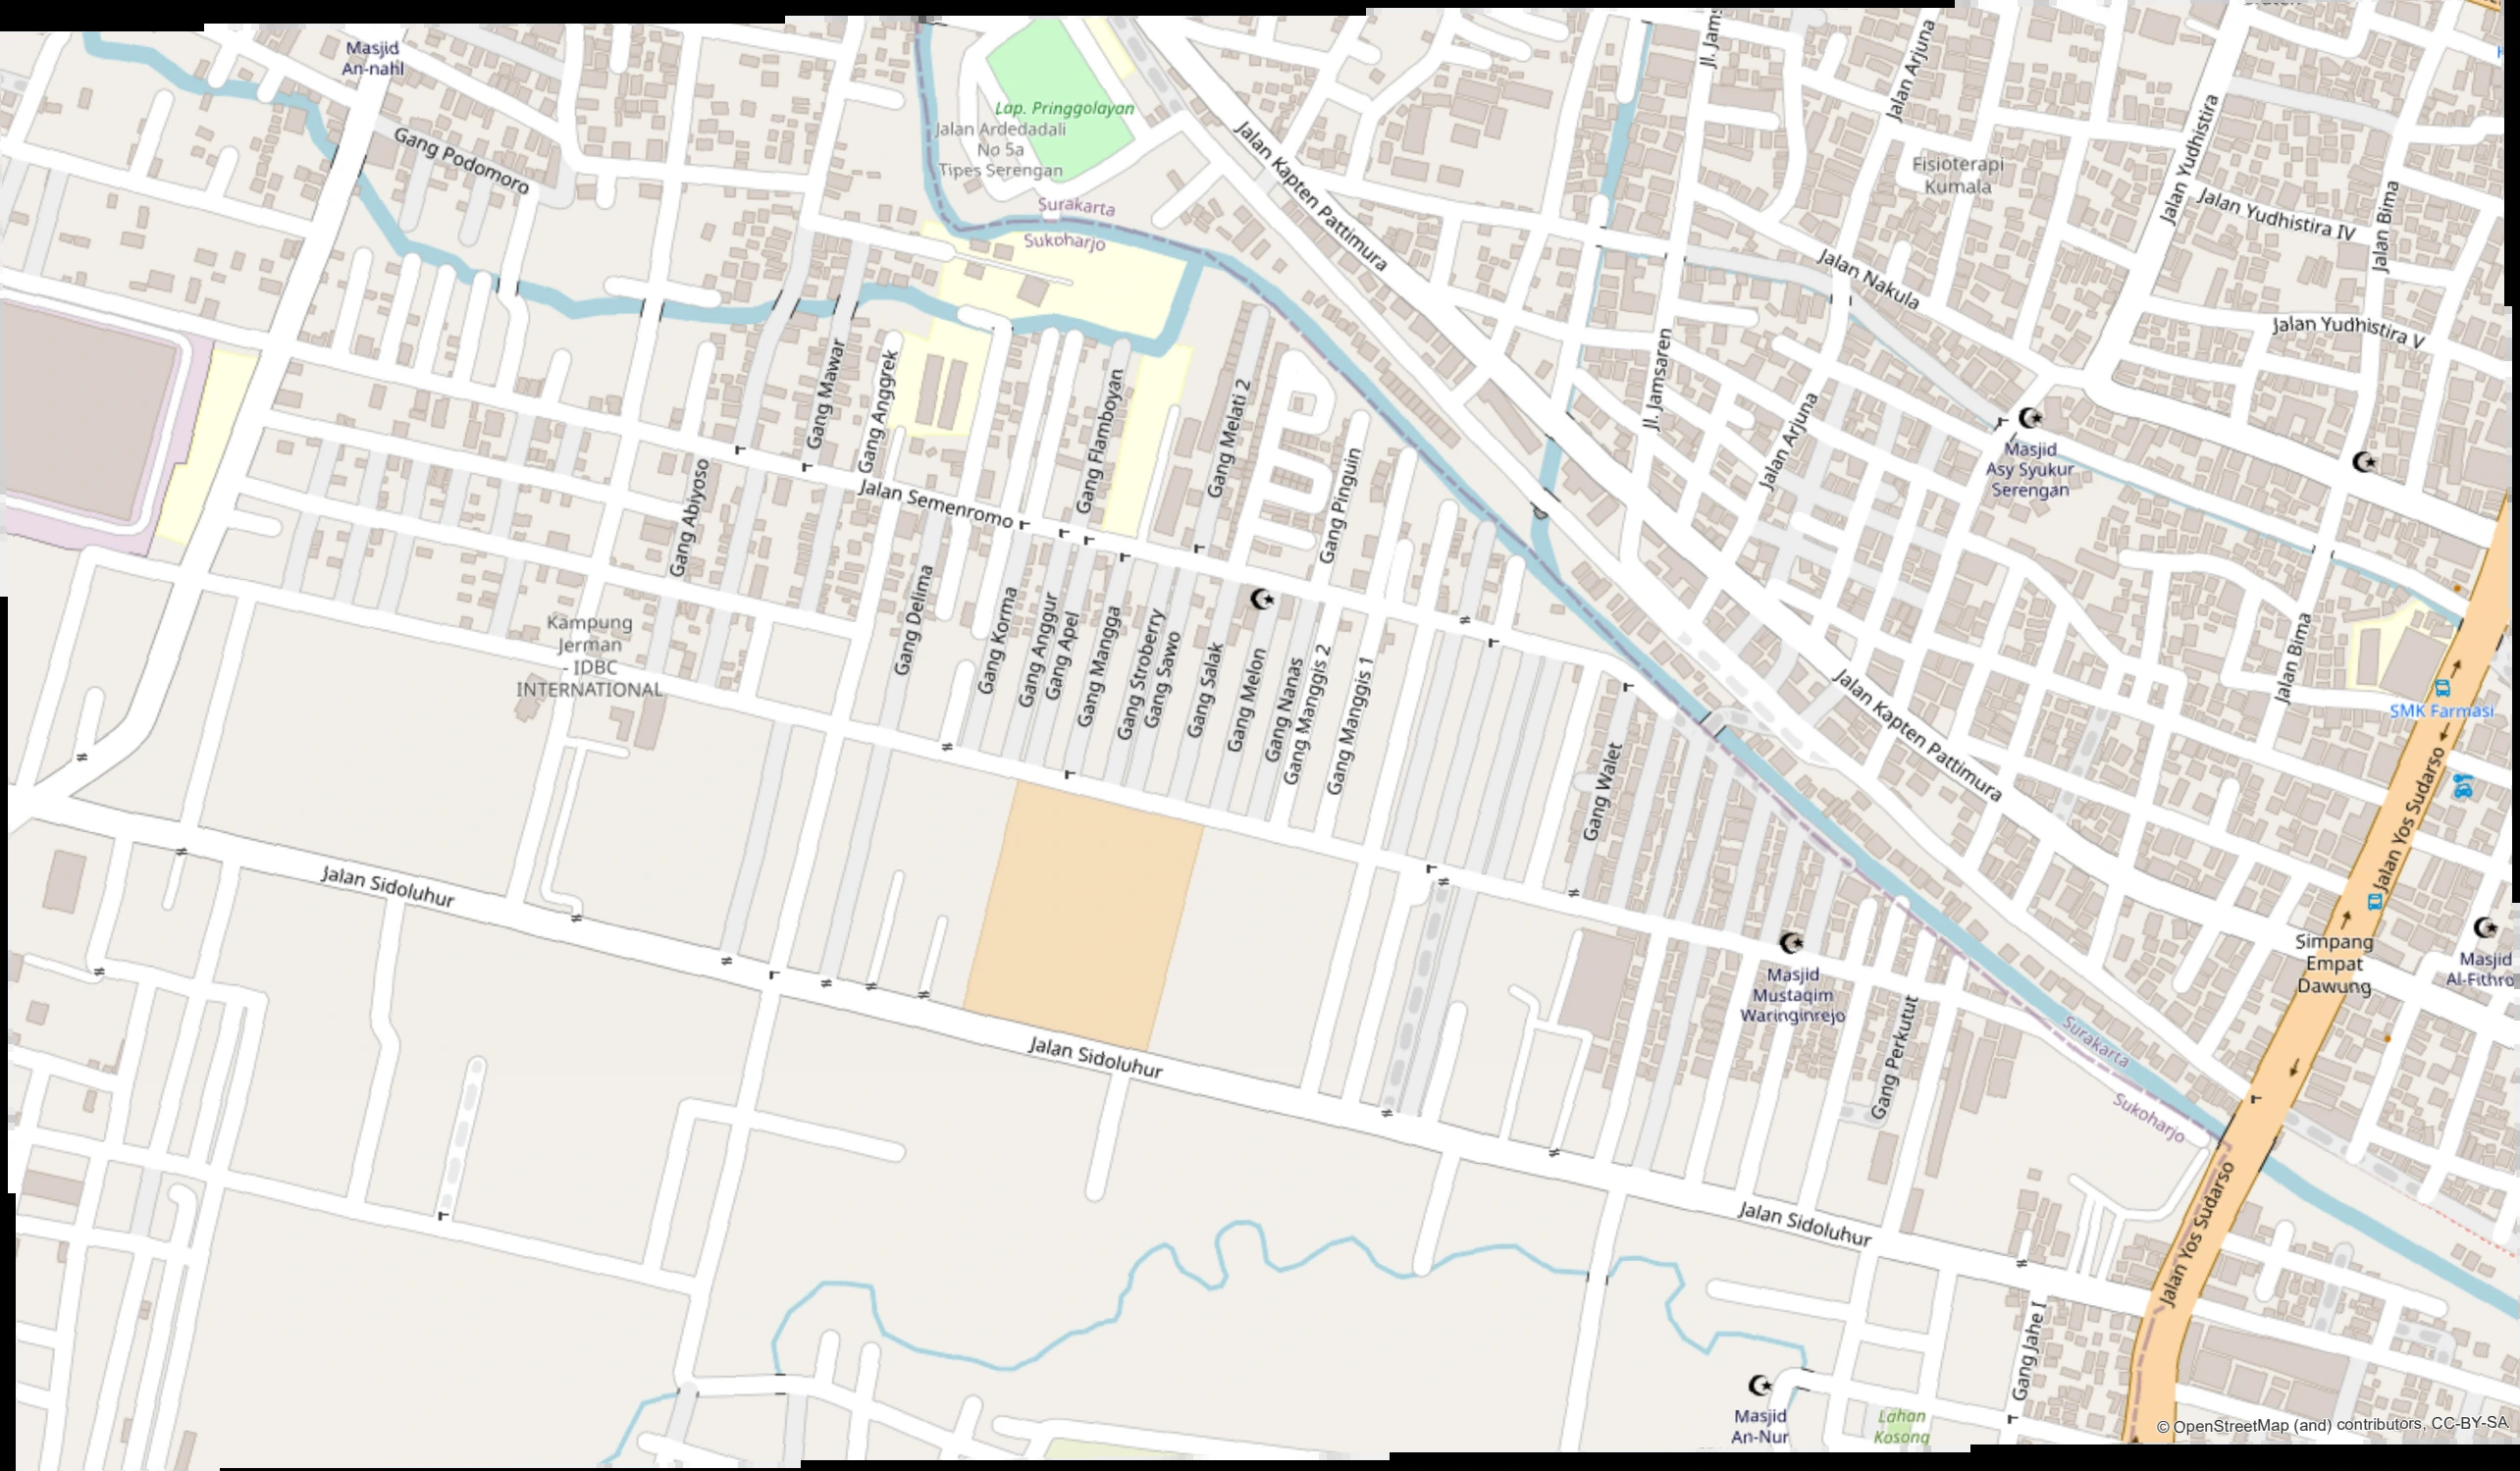 Masjid
An-nahl
Gang Podomoro
Lap. Pringgolayan
Jalan Ardedadali
No 5a
Tipes Serengan
Surakarta
Sukoharjo
Jalan Kapten Pattimura
Jl. Jams
Jalan Arjuna
Fisioterapi
Kumala
Jalan Yudhistira
Jalan Yudhistira IV
Jalan Bima
Jalan Nakula
Jalan Yudhistira V
Jl. Jamsaren
Jalan Arjuna
Masjid
Asy Syukur
Serengan
Gang Mawar
Gang Anggrek
Gang Flamboyan
Gang Melati 2
Gang Pinguin
Gang Abiyoso
Jalan Semenromo
Gang Delima
Gang Korma
Gang Anggur
Gang Apel
Gang Mangga
Gang Stroberry
Gang Sawo
Gang Salak
Gang Melon
Gang Nanas
Gang Manggis 2
Gang Manggis 1
Kampung
Jerman
- IDBC
INTERNATIONAL
Jalan Bima
SMK Farmasi
Jalan Kapten Pattimura
Gang Walet
Jalan Yos Sudarso
Jalan Sidoluhur
Simpang
Empat
Dawung
Masjid
Al-Fithro
Masjid
Mustaqim
Waringinrejo
Gang Perkutut
Surakarta
Sukoharjo
Jalan Sidoluhur
Jalan Sidoluhur
Jalan Yos Sudarso
Gang Jahe I
Masjid
An-Nur
Lahan
Kosong
© OpenStreetMap (and) contributors, CC-BY-SA